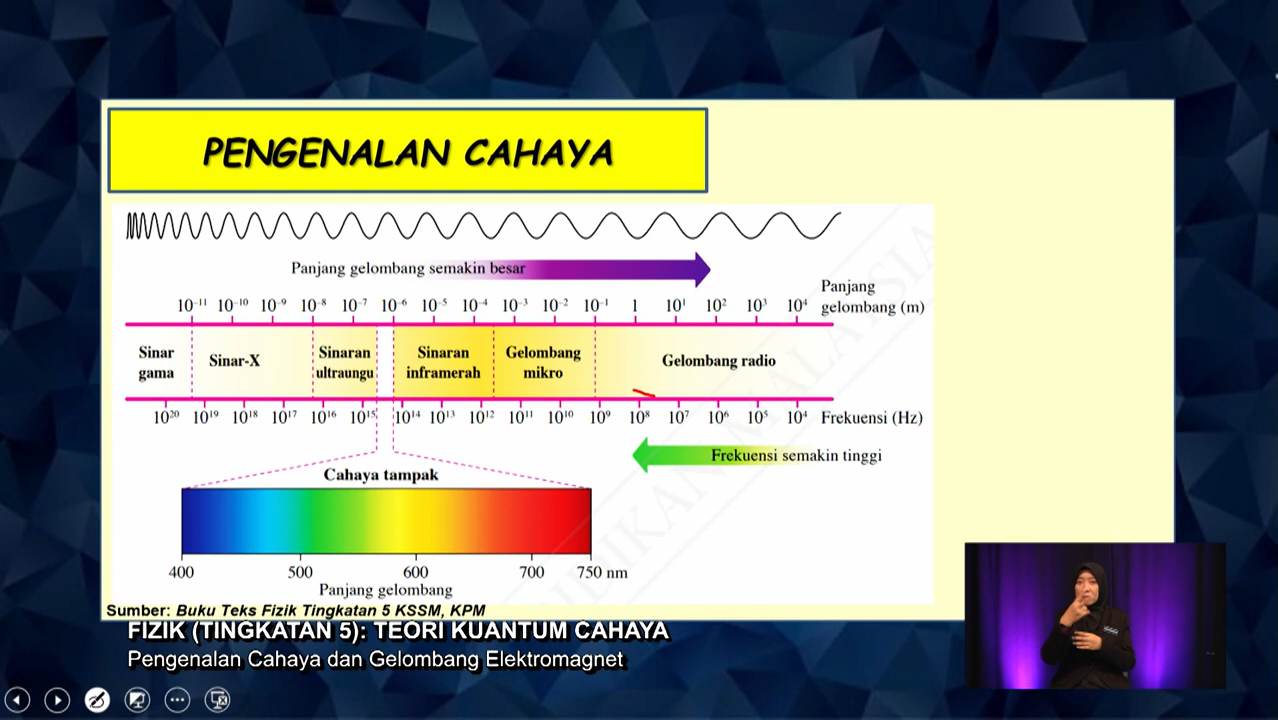 PENGENALAN CAHAYA
Panjang gelombang semakin besar
Panjang
gelombang (m)
10⁻¹¹ 10⁻¹⁰ 10⁻⁹ 10⁻⁸ 10⁻⁷ 10⁻⁶ 10⁻⁵ 10⁻⁴ 10⁻³ 10⁻² 10⁻¹ 1 10¹ 10² 10³ 10⁴
Sinar
gama
Sinar-X
Sinaran
ultraungu
Sinaran
inframerah
Gelombang
mikro
Gelombang radio
10²⁰ 10¹⁹ 10¹⁸ 10¹⁷ 10¹⁶ 10¹⁵ 10¹⁴ 10¹³ 10¹² 10¹¹ 10¹⁰ 10⁹ 10⁸ 10⁷ 10⁶ 10⁵ 10⁴ Frekuensi (Hz)
Frekuensi semakin tinggi
Cahaya tampak
400 500 600 700 750 nm
Panjang gelombang
Sumber: Buku Teks Fizik Tingkatan 5 KSSM, KPM
FIZIK (TINGKATAN 5): TEORI KUANTUM CAHAYA
Pengenalan Cahaya dan Gelombang Elektromagnet